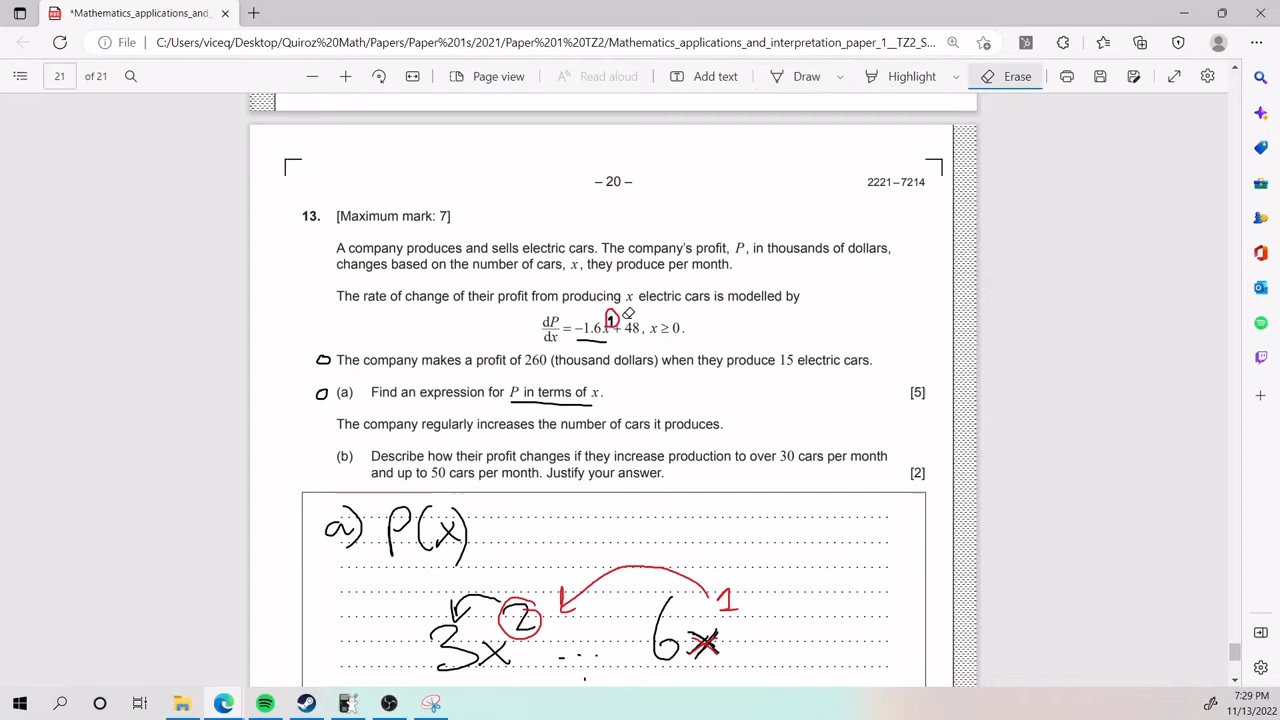 *Mathematics_applications_and_
File C:/Users/viceq/Desktop/Quiroz%20Math/Papers/Paper%201s/2021/Paper%201%20TZ2/Mathematics_applications_and_interpretation_paper_1__TZ2_S...
21 of 21 Page view Read aloud Add text Draw Highlight Erase
– 20 – 2221–7214
13. [Maximum mark: 7]
A company produces and sells electric cars. The company's profit, P, in thousands of dollars,
changes based on the number of cars, x, they produce per month.
The rate of change of their profit from producing x electric cars is modelled by
dP/dx = −1.6x + 48, x ≥ 0.
1
The company makes a profit of 260 (thousand dollars) when they produce 15 electric cars.
(a) Find an expression for P in terms of x. [5]
The company regularly increases the number of cars it produces.
(b) Describe how their profit changes if they increase production to over 30 cars per month
and up to 50 cars per month. Justify your answer. [2]
a) P(x)
3x² ... 6x 1
7:29 PM
11/13/2022